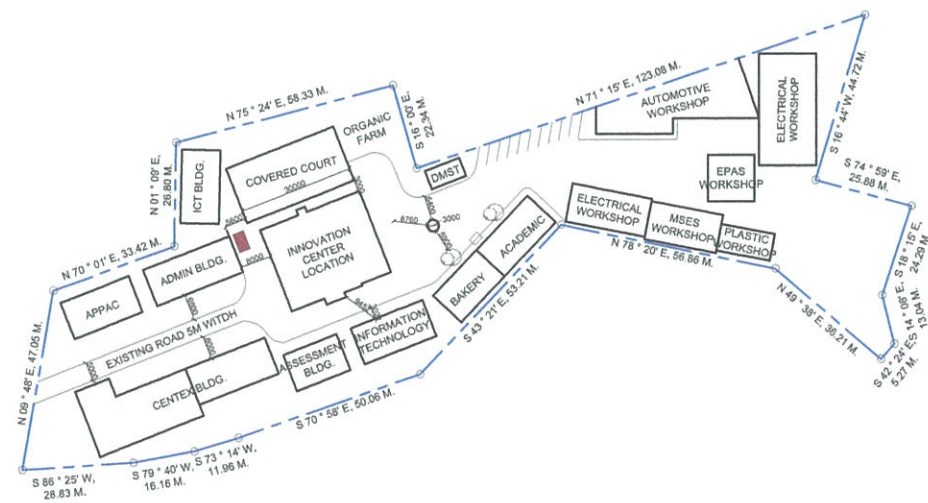 N 75 ° 24' E, 58.33 M.
S 16 ° 00' E,
22.34 M.
N 71 ° 15' E, 123.08 M.
S 16 ° 44' W, 44.72 M.
S 74 ° 59' E,
25.88 M.
S 18 ° 15' E,
24.29 M.
S 14 ° 08' E,
13.04 M.
S 42 ° 24' E,
5.27 M.
N 49 ° 38' E, 36.21 M.
N 78 ° 20' E, 56.86 M.
S 43 ° 21' E, 53.21 M.
S 70 ° 58' E, 50.06 M.
S 73 ° 14' W,
11.96 M.
S 79 ° 40' W,
16.16 M.
S 86 ° 25' W,
28.83 M.
N 09 ° 48' E, 47.05 M.
N 70 ° 01' E, 33.42 M.
N 01 ° 09' E,
26.80 M.
ICT BLDG.
COVERED COURT
30000
ORGANIC
FARM
DMST
AUTOMOTIVE
WORKSHOP
ELECTRICAL
WORKSHOP
EPAS
WORKSHOP
ELECTRICAL
WORKSHOP
MSES
WORKSHOP
PLASTIC
WORKSHOP
ACADEMIC
BAKERY
6760
3000
INNOVATION
CENTER
LOCATION
8000
ADMIN BLDG.
APPAC
EXISTING ROAD 5M WITDH
CENTEX BLDG.
ASSESSMENT
BLDG.
INFORMATION
TECHNOLOGY